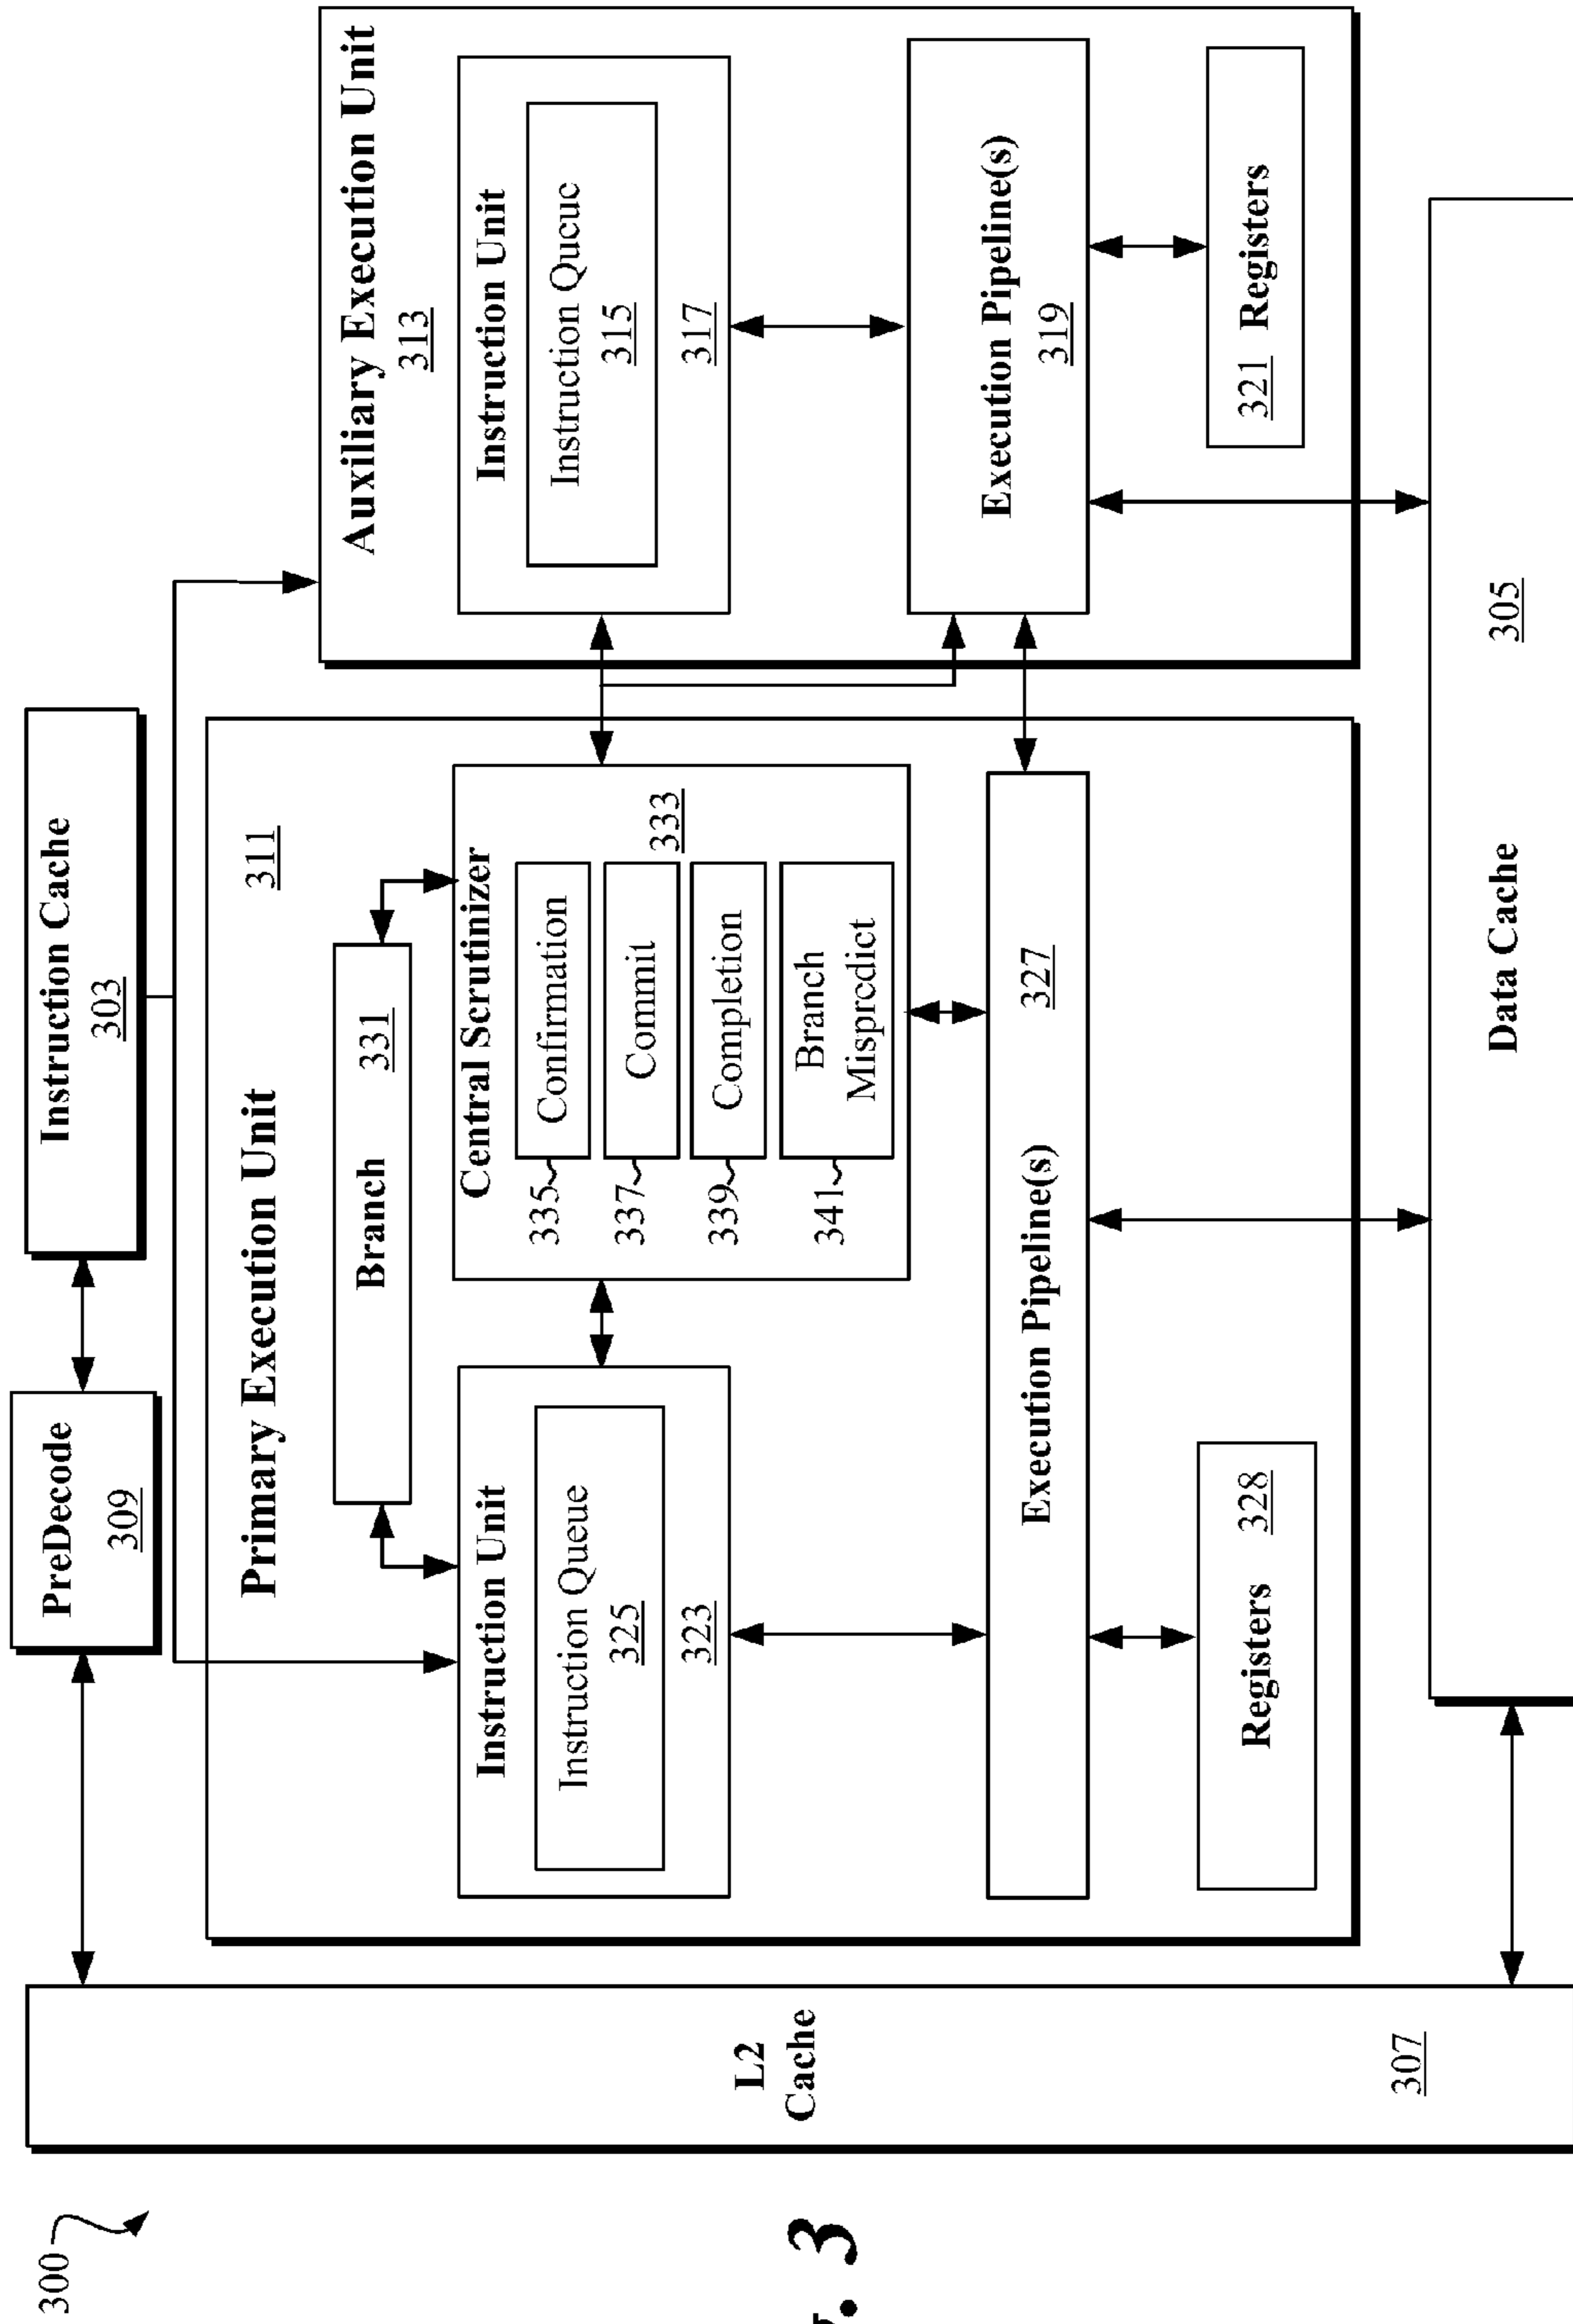 300
L2
Cache
307
PreDecode
309
Instruction Cache
303
Primary Execution Unit
311
Branch
331
Instruction Unit
Instruction Queue
325
323
Central Scrutinizer
333
335
Confirmation
337
Commit
339
Completion
341
Branch
Mispredict
Execution Pipeline(s)
327
Registers
328
Auxiliary Execution Unit
313
Instruction Unit
Instruction Queue
315
317
Execution Pipeline(s)
319
321 Registers
Data Cache
305
3